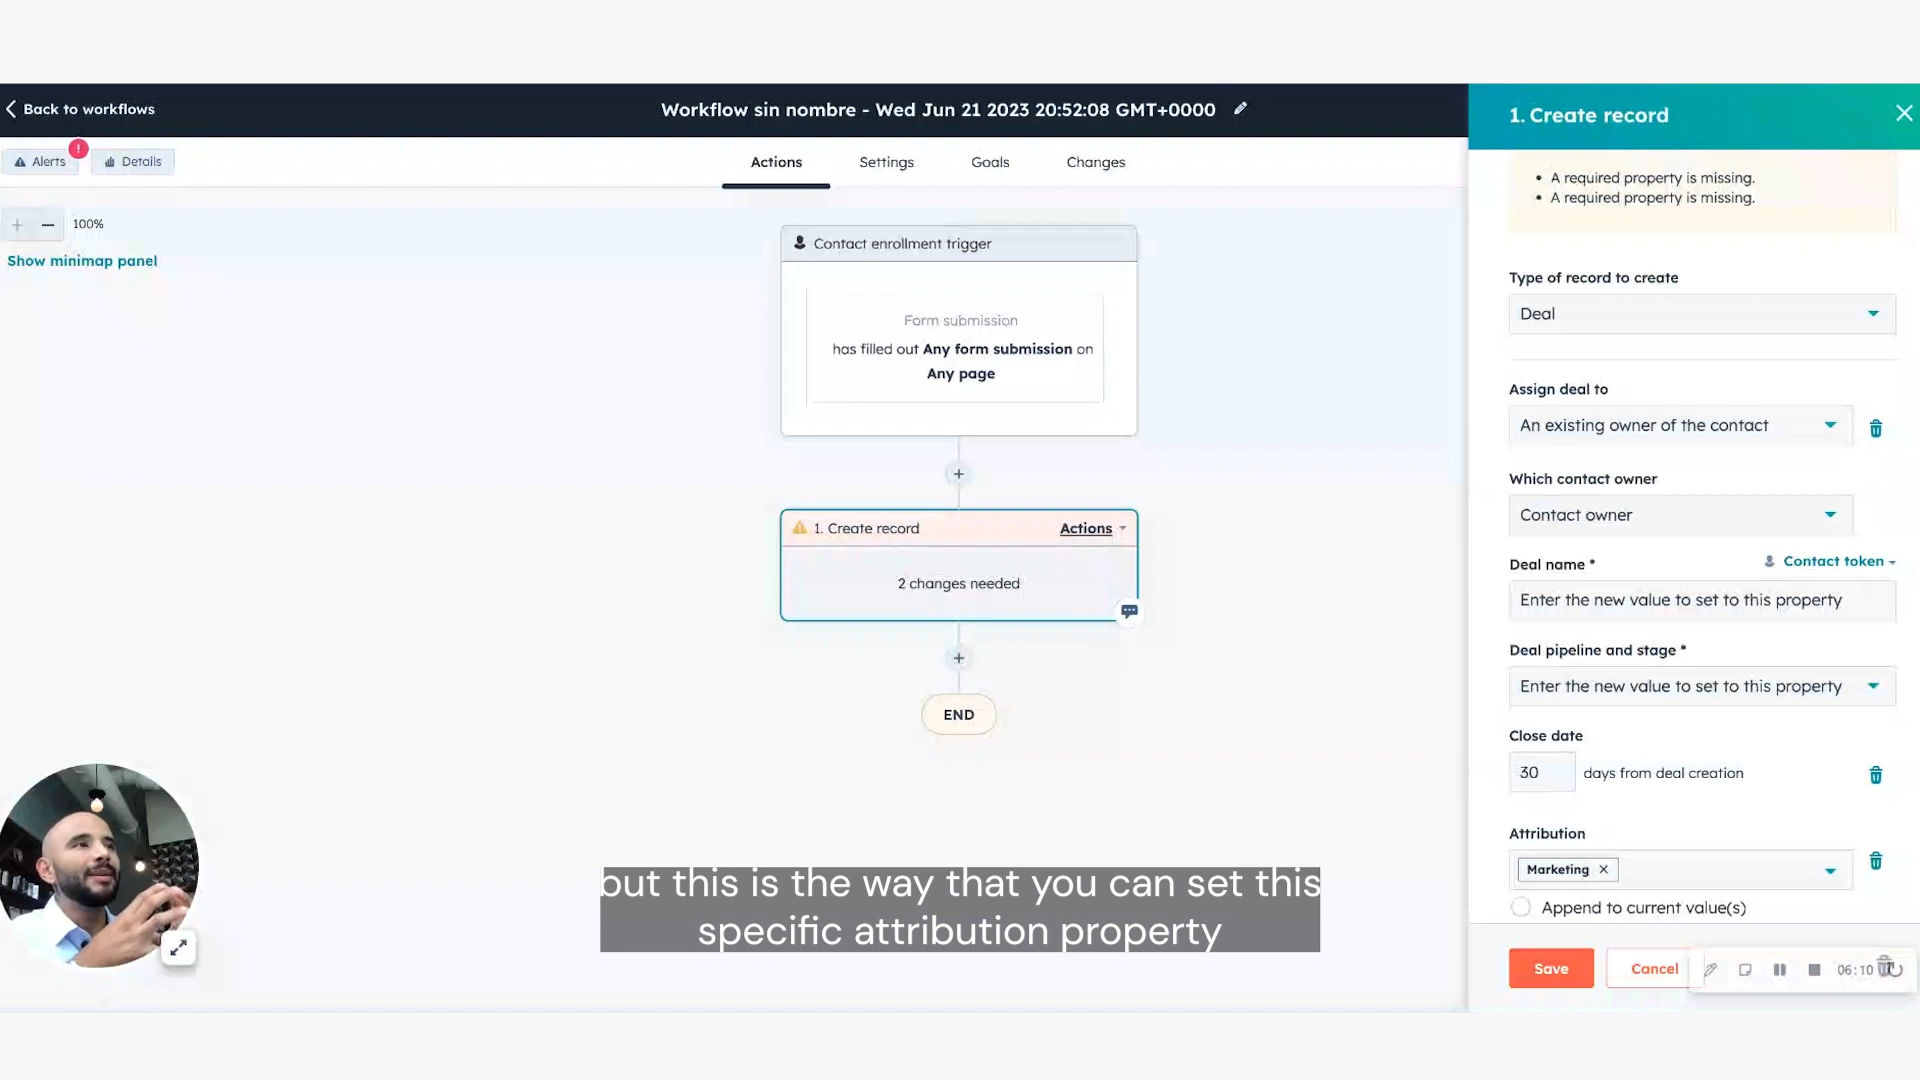 Back to workflows
Workflow sin nombre - Wed Jun 21 2023 20:52:08 GMT+0000
Alerts
!
Details
Actions
Settings
Goals
Changes
100%
Show minimap panel
Contact enrollment trigger
Form submission
has filled out Any form submission on
Any page
1. Create record
Actions
2 changes needed
END
but this is the way that you can set this
specific attribution property
1. Create record
• A required property is missing.
• A required property is missing.
Type of record to create
Deal
Assign deal to
An existing owner of the contact
Which contact owner
Contact owner
Deal name *
Contact token
Enter the new value to set to this property
Deal pipeline and stage *
Enter the new value to set to this property
Close date
30
days from deal creation
Attribution
Marketing
Append to current value(s)
Save
Cancel
06:10